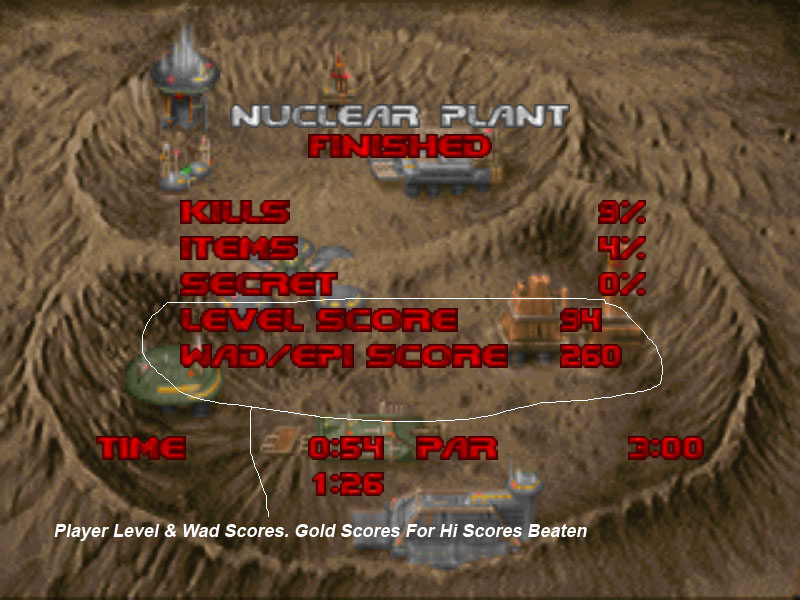 NUCLEAR PLANT
FINISHED
KILLS 9%
ITEMS 4%
SECRET 0%
LEVEL SCORE 94
WAD/EPI SCORE 260
TIME 0:54 PAR 3:00
1:26
Player Level & Wad Scores. Gold Scores For Hi Scores Beaten